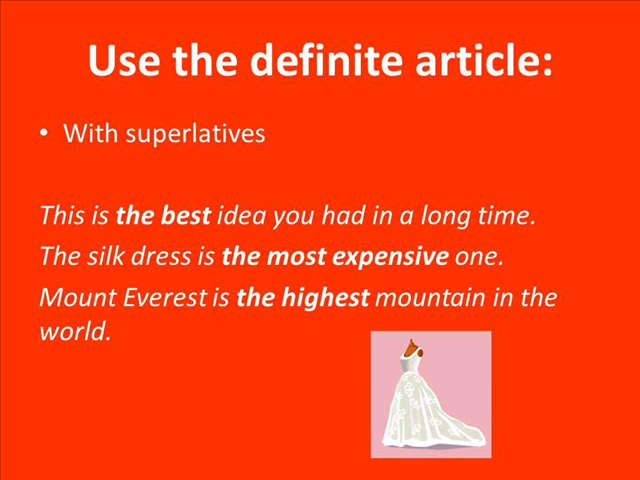 Use the definite article:
• With superlatives
This is the best idea you had in a long time.
The silk dress is the most expensive one.
Mount Everest is the highest mountain in the
world.